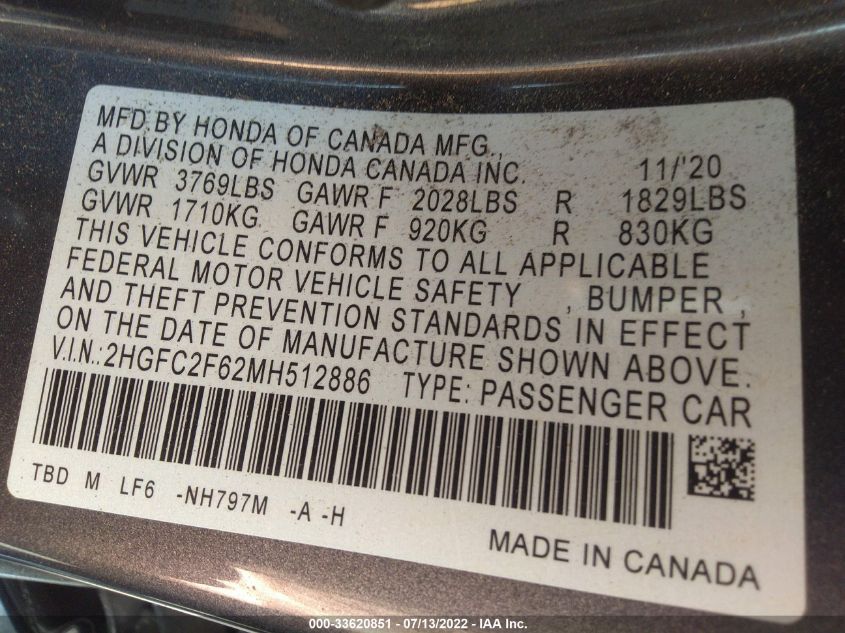 MFD.BY HONDA OF CANADA MFG.,
A DIVISION OF HONDA CANADA INC. 11/'20
GVWR 3769LBS GAWR F 2028LBS R 1829LBS
GVWR 1710KG GAWR F 920KG R 830KG
THIS VEHICLE CONFORMS TO ALL APPLICABLE
FEDERAL MOTOR VEHICLE SAFETY , BUMPER ,
AND THEFT PREVENTION STANDARDS IN EFFECT
ON THE DATE OF MANUFACTURE SHOWN ABOVE.
V.I.N.:2HGFC2F62MH512886 TYPE: PASSENGER CAR
TBD M LF6 -NH797M -A -H
MADE IN CANADA
000-33620851 - 07/13/2022 - IAA Inc.